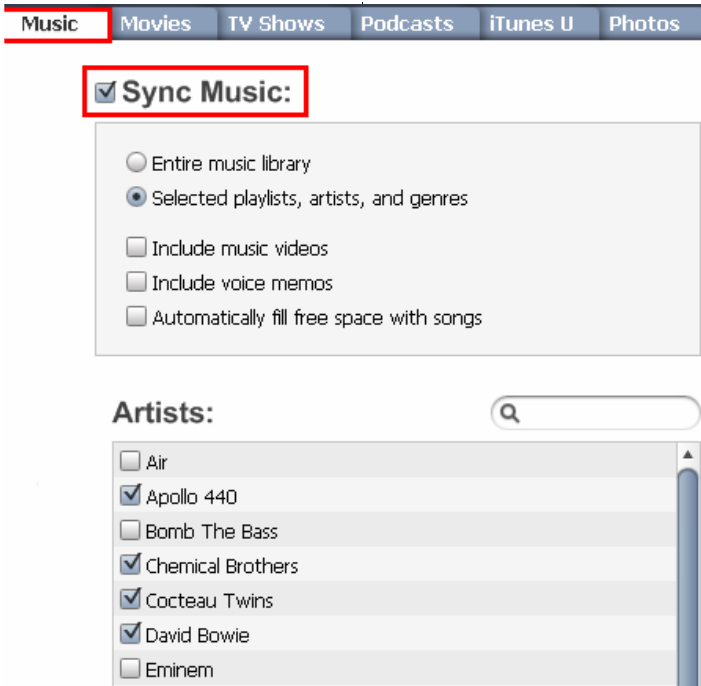 Music Movies TV Shows Podcasts iTunes U Photos
Sync Music:
Entire music library
Selected playlists, artists, and genres
Include music videos
Include voice memos
Automatically fill free space with songs
Artists:
Air
Apollo 440
Bomb The Bass
Chemical Brothers
Cocteau Twins
David Bowie
Eminem